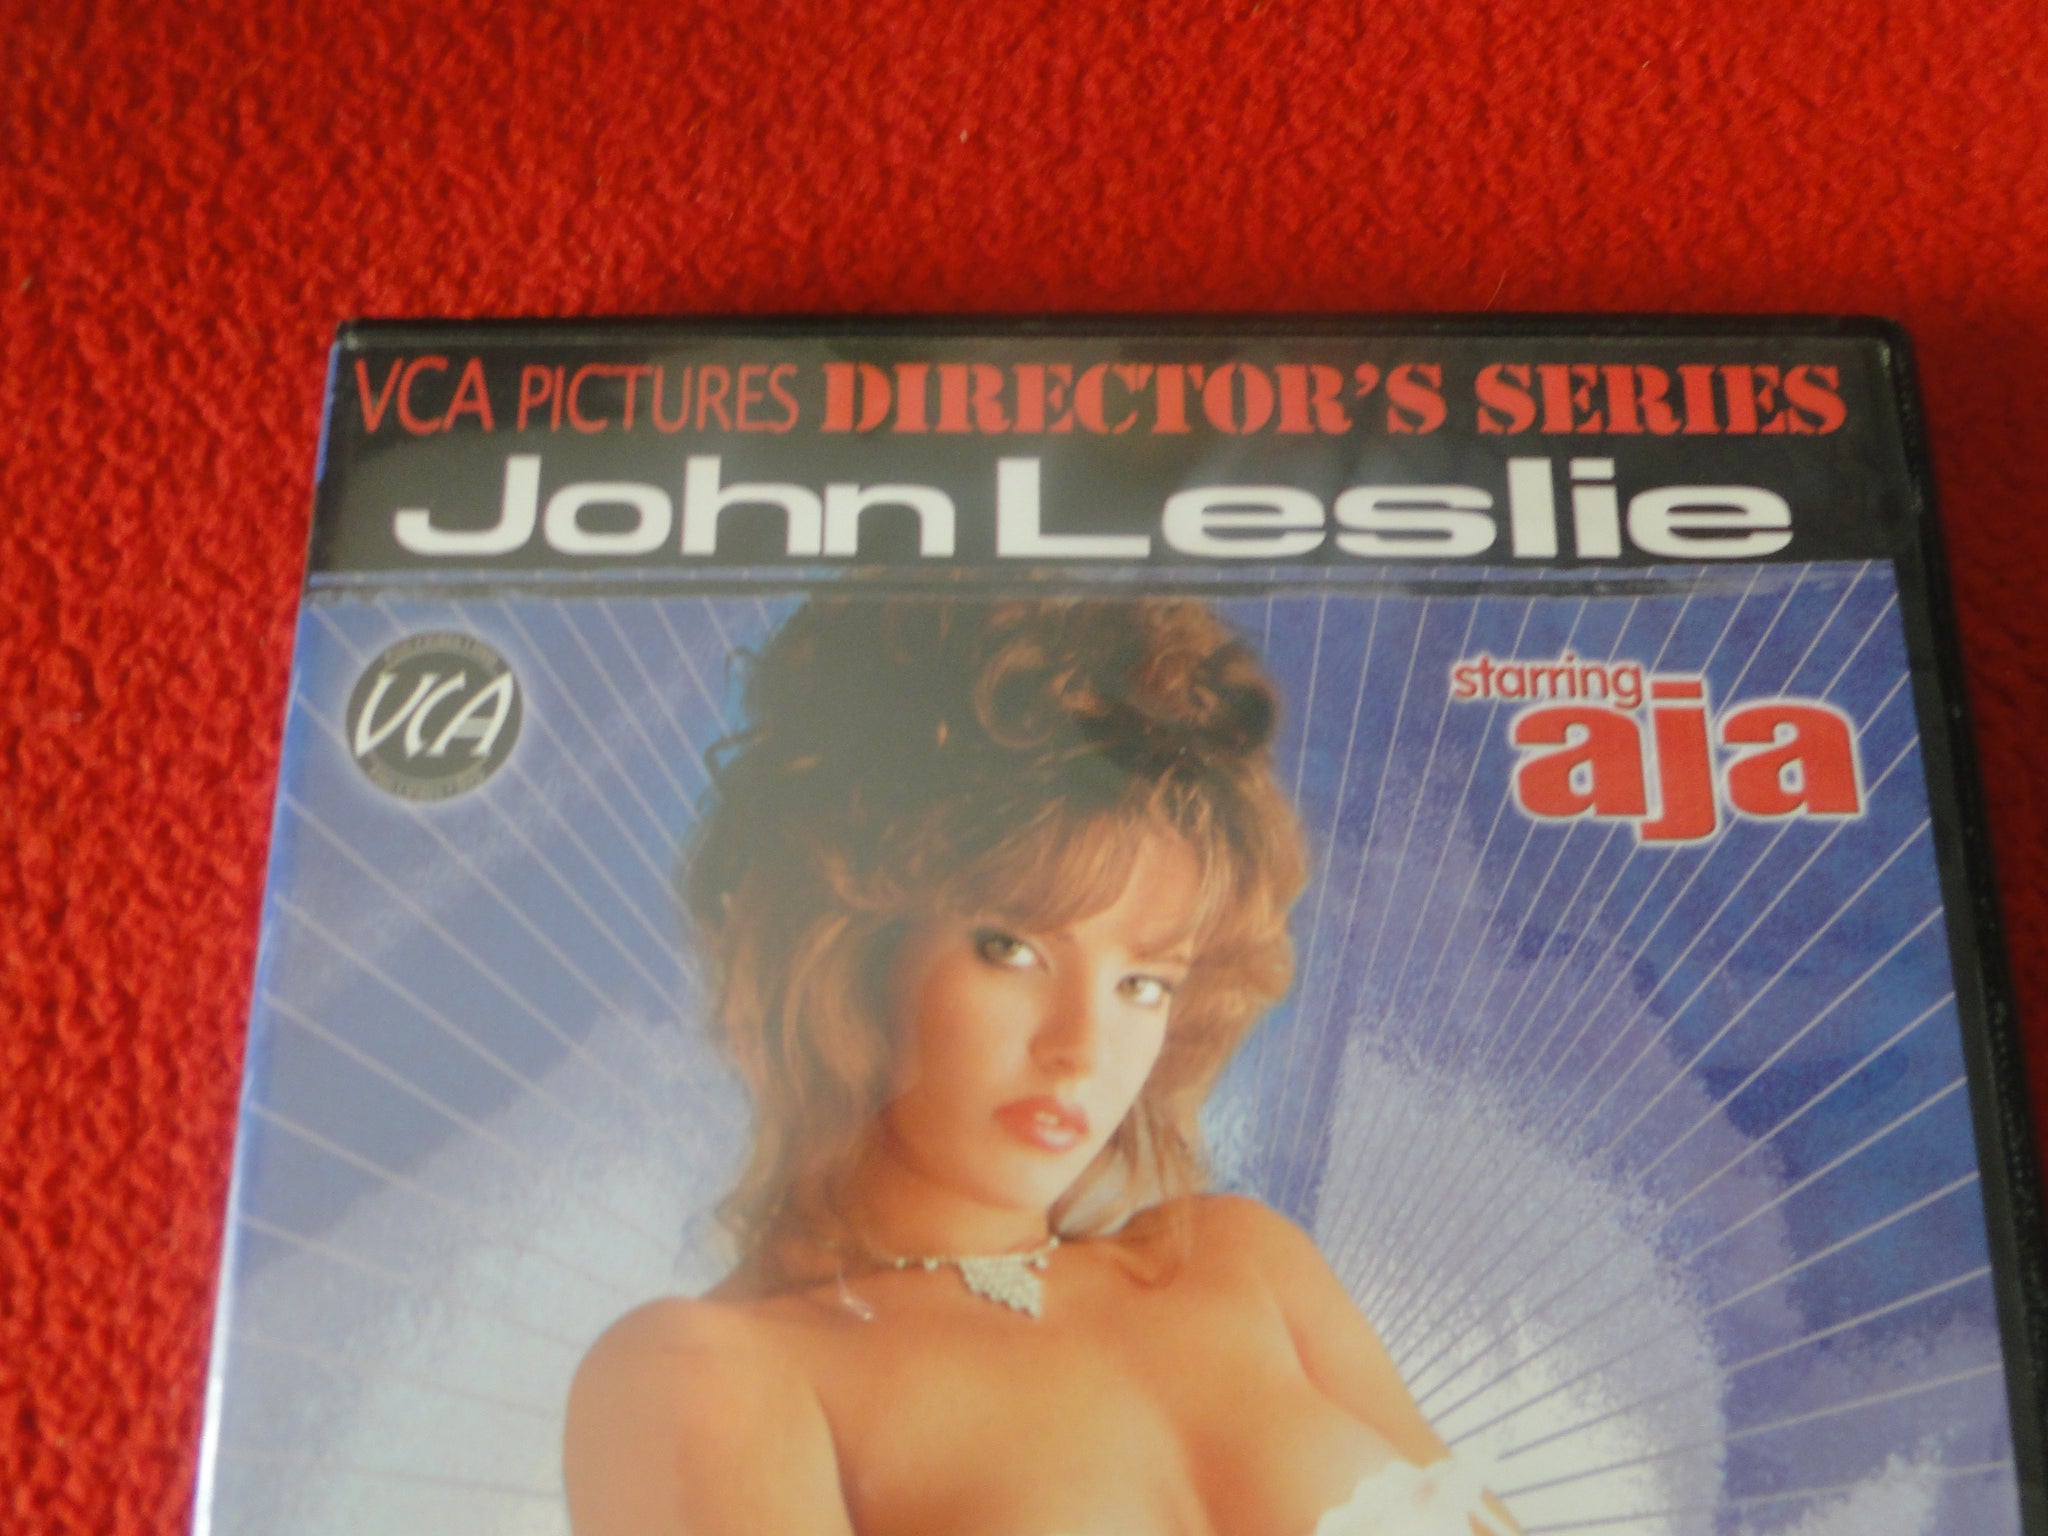 VCA PICTURES DIRECTOR'S SERIES
John Leslie
VCA
starring
aja